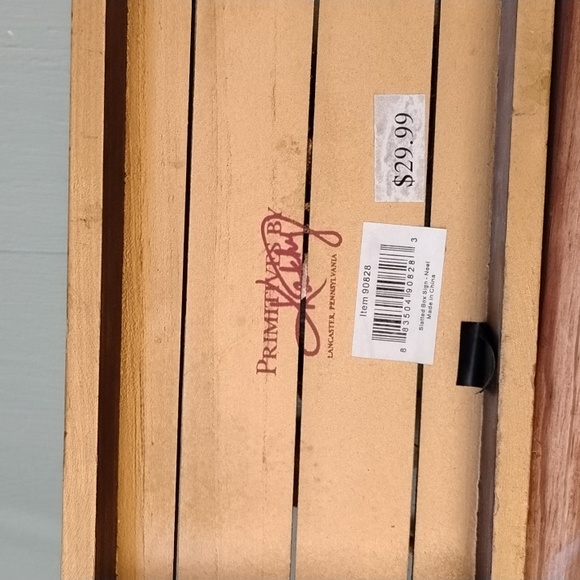 PRIMITIVES BY
Kathy
LANCASTER, PENNSYLVANIA
$29.99
Item 90828
8 83504 90828 3
Slatted Box Sign - Noel
Made in China